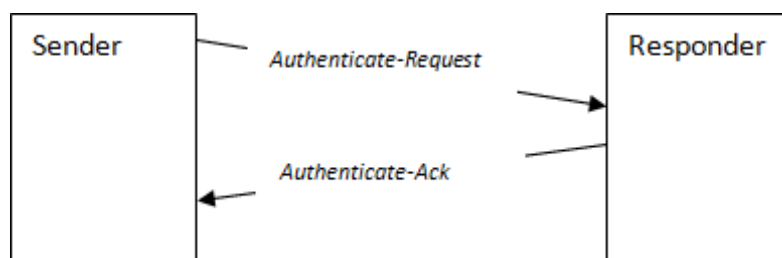 Sender
Responder
Authenticate-Request
Authenticate-Ack